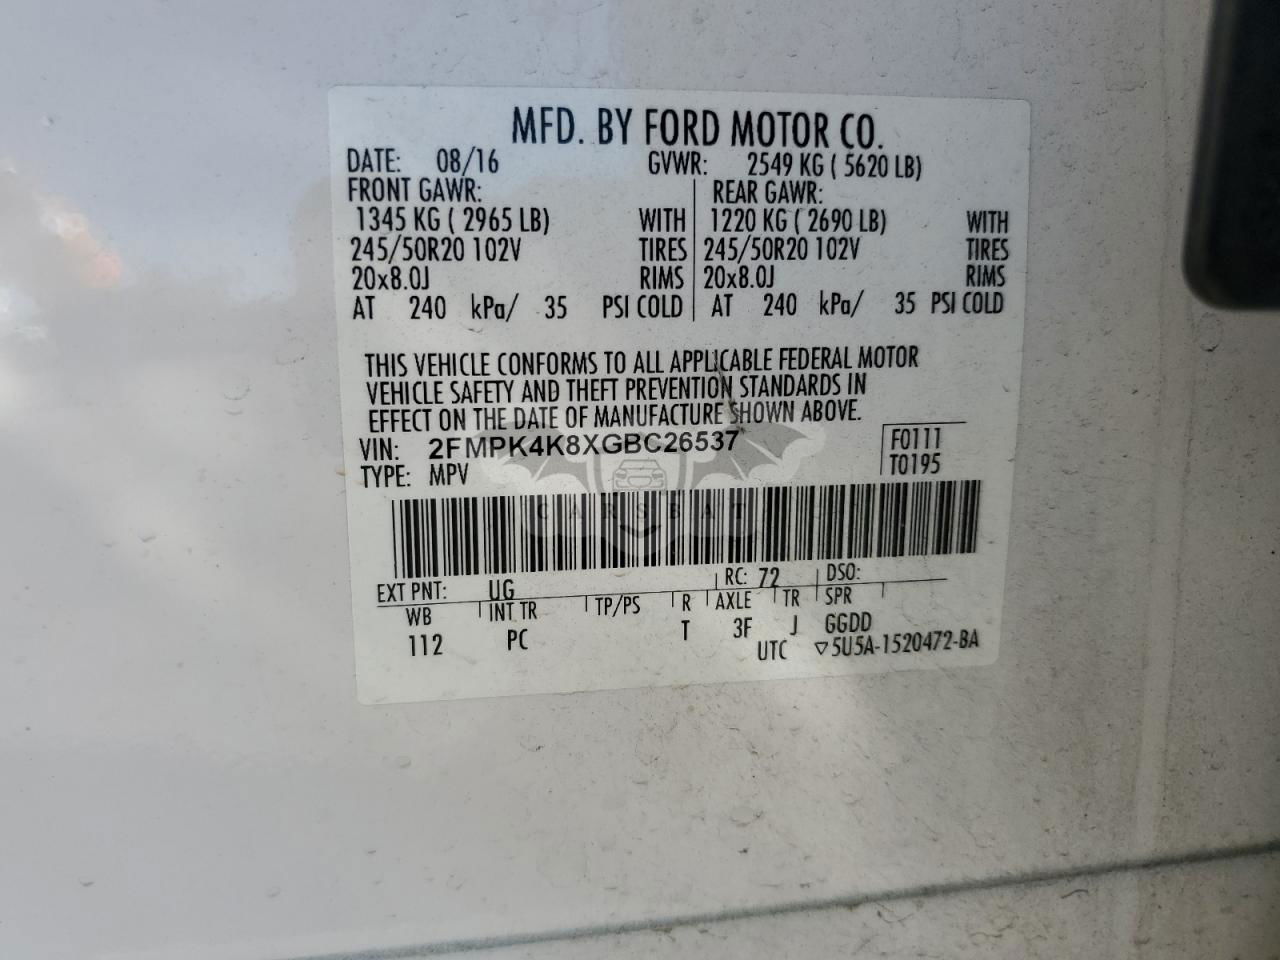 MFD. BY FORD MOTOR CO.
DATE: 08/16 GVWR: 2549 KG ( 5620 LB)
FRONT GAWR: REAR GAWR:
1345 KG ( 2965 LB) WITH 1220 KG ( 2690 LB) WITH
245/50R20 102V TIRES 245/50R20 102V TIRES
20x8.0J RIMS 20x8.0J RIMS
AT 240 kPa/ 35 PSI COLD AT 240 kPa/ 35 PSI COLD
THIS VEHICLE CONFORMS TO ALL APPLICABLE FEDERAL MOTOR
VEHICLE SAFETY AND THEFT PREVENTION STANDARDS IN
EFFECT ON THE DATE OF MANUFACTURE SHOWN ABOVE.
VIN: 2FMPK4K8XGBC26537 F0111
TYPE: MPV T0195
CARSBAT
EXT PNT: UG RC: 72 DSO:
WB INT TR TP/PS R AXLE TR SPR
112 PC T 3F J GGDD
UTC ▽5U5A-1520472-BA